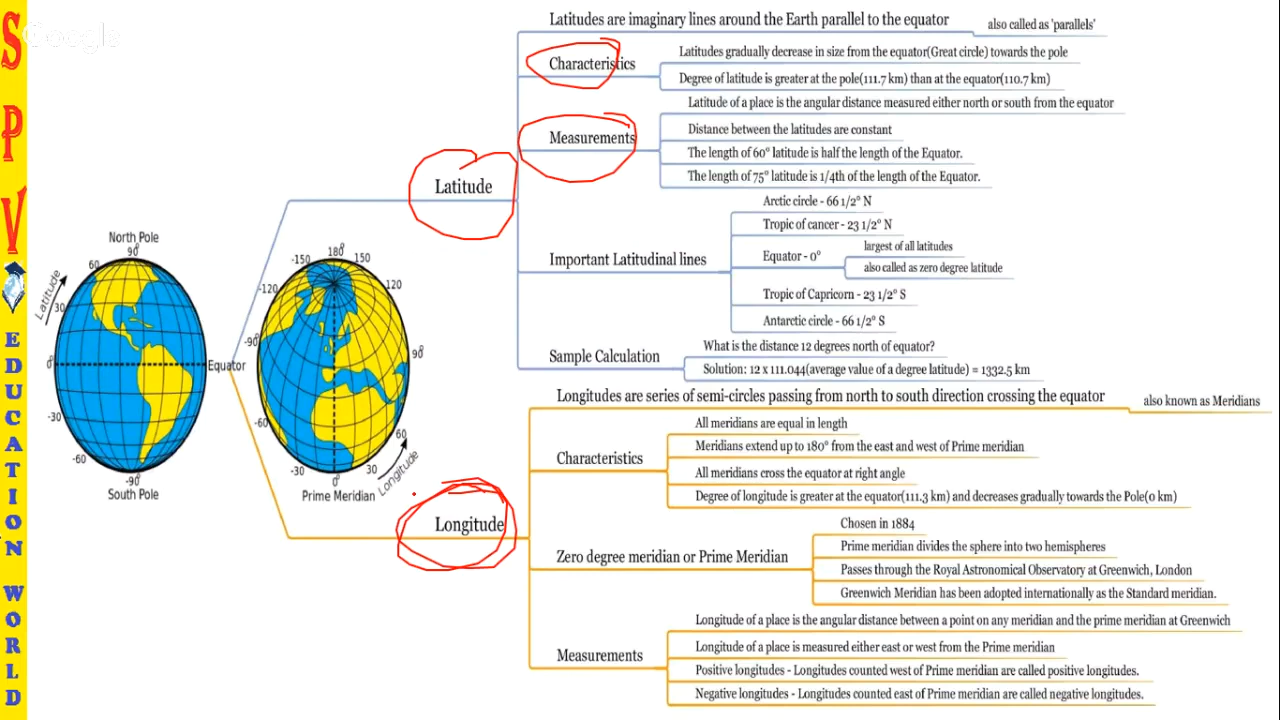 S P V EDUCATION WORLD
Google
Latitudes are imaginary lines around the Earth parallel to the equator
also called as 'parallels'
Characteristics
Latitudes gradually decrease in size from the equator(Great circle) towards the pole
Degree of latitude is greater at the pole(111.7 km) than at the equator(110.7 km)
Measurements
Latitude of a place is the angular distance measured either north or south from the equator
Distance between the latitudes are constant
The length of 60° latitude is half the length of the Equator.
The length of 75° latitude is 1/4th of the length of the Equator.
Latitude
Important Latitudinal lines
Arctic circle - 66 1/2° N
Tropic of cancer - 23 1/2° N
Equator - 0°
largest of all latitudes
also called as zero degree latitude
Tropic of Capricorn - 23 1/2° S
Antarctic circle - 66 1/2° S
Sample Calculation
What is the distance 12 degrees north of equator?
Solution: 12 x 111.044(average value of a degree latitude) = 1332.5 km
North Pole
90°
60
Latitude
30
0°
-30
-60
-90°
South Pole
Equator
180°
-150
150
-120
120
-90°
90°
-60
60
-30
30
0°
Longitude
Prime Meridian
Longitude
Longitudes are series of semi-circles passing from north to south direction crossing the equator
also known as Meridians
Characteristics
All meridians are equal in length
Meridians extend up to 180° from the east and west of Prime meridian
All meridians cross the equator at right angle
Degree of longitude is greater at the equator(111.3 km) and decreases gradually towards the Pole(0 km)
Zero degree meridian or Prime Meridian
Chosen in 1884
Prime meridian divides the sphere into two hemispheres
Passes through the Royal Astronomical Observatory at Greenwich, London
Greenwich Meridian has been adopted internationally as the Standard meridian.
Measurements
Longitude of a place is the angular distance between a point on any meridian and the prime meridian at Greenwich
Longitude of a place is measured either east or west from the Prime meridian
Positive longitudes - Longitudes counted west of Prime meridian are called positive longitudes.
Negative longitudes - Longitudes counted east of Prime meridian are called negative longitudes.